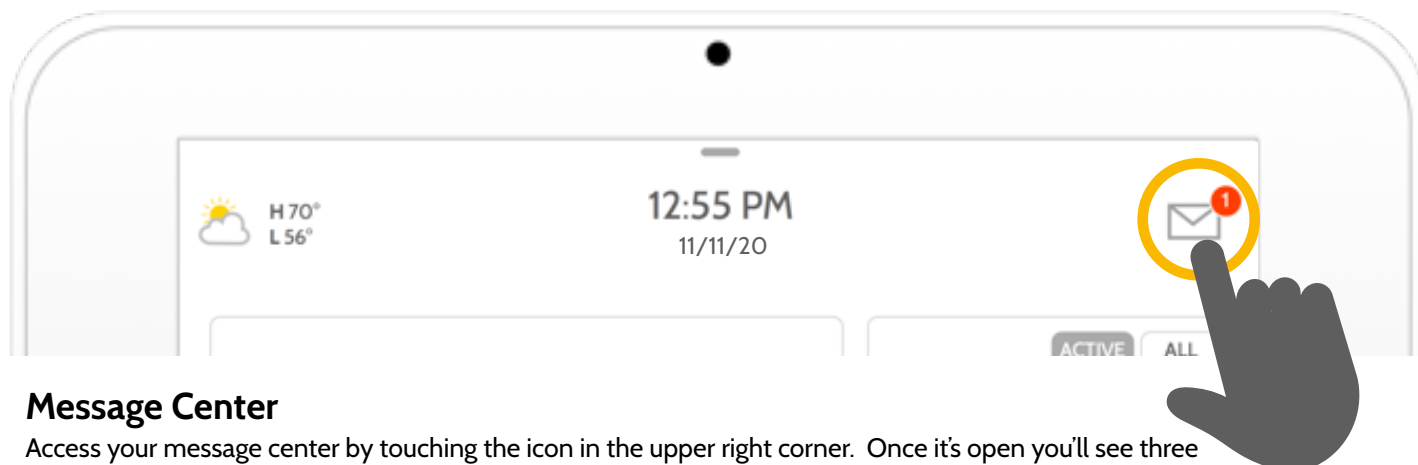 H 70°
L 56°
12:55 PM
11/11/20
1
ACTIVE
ALL
Message Center
Access your message center by touching the icon in the upper right corner.  Once it's open you'll see three